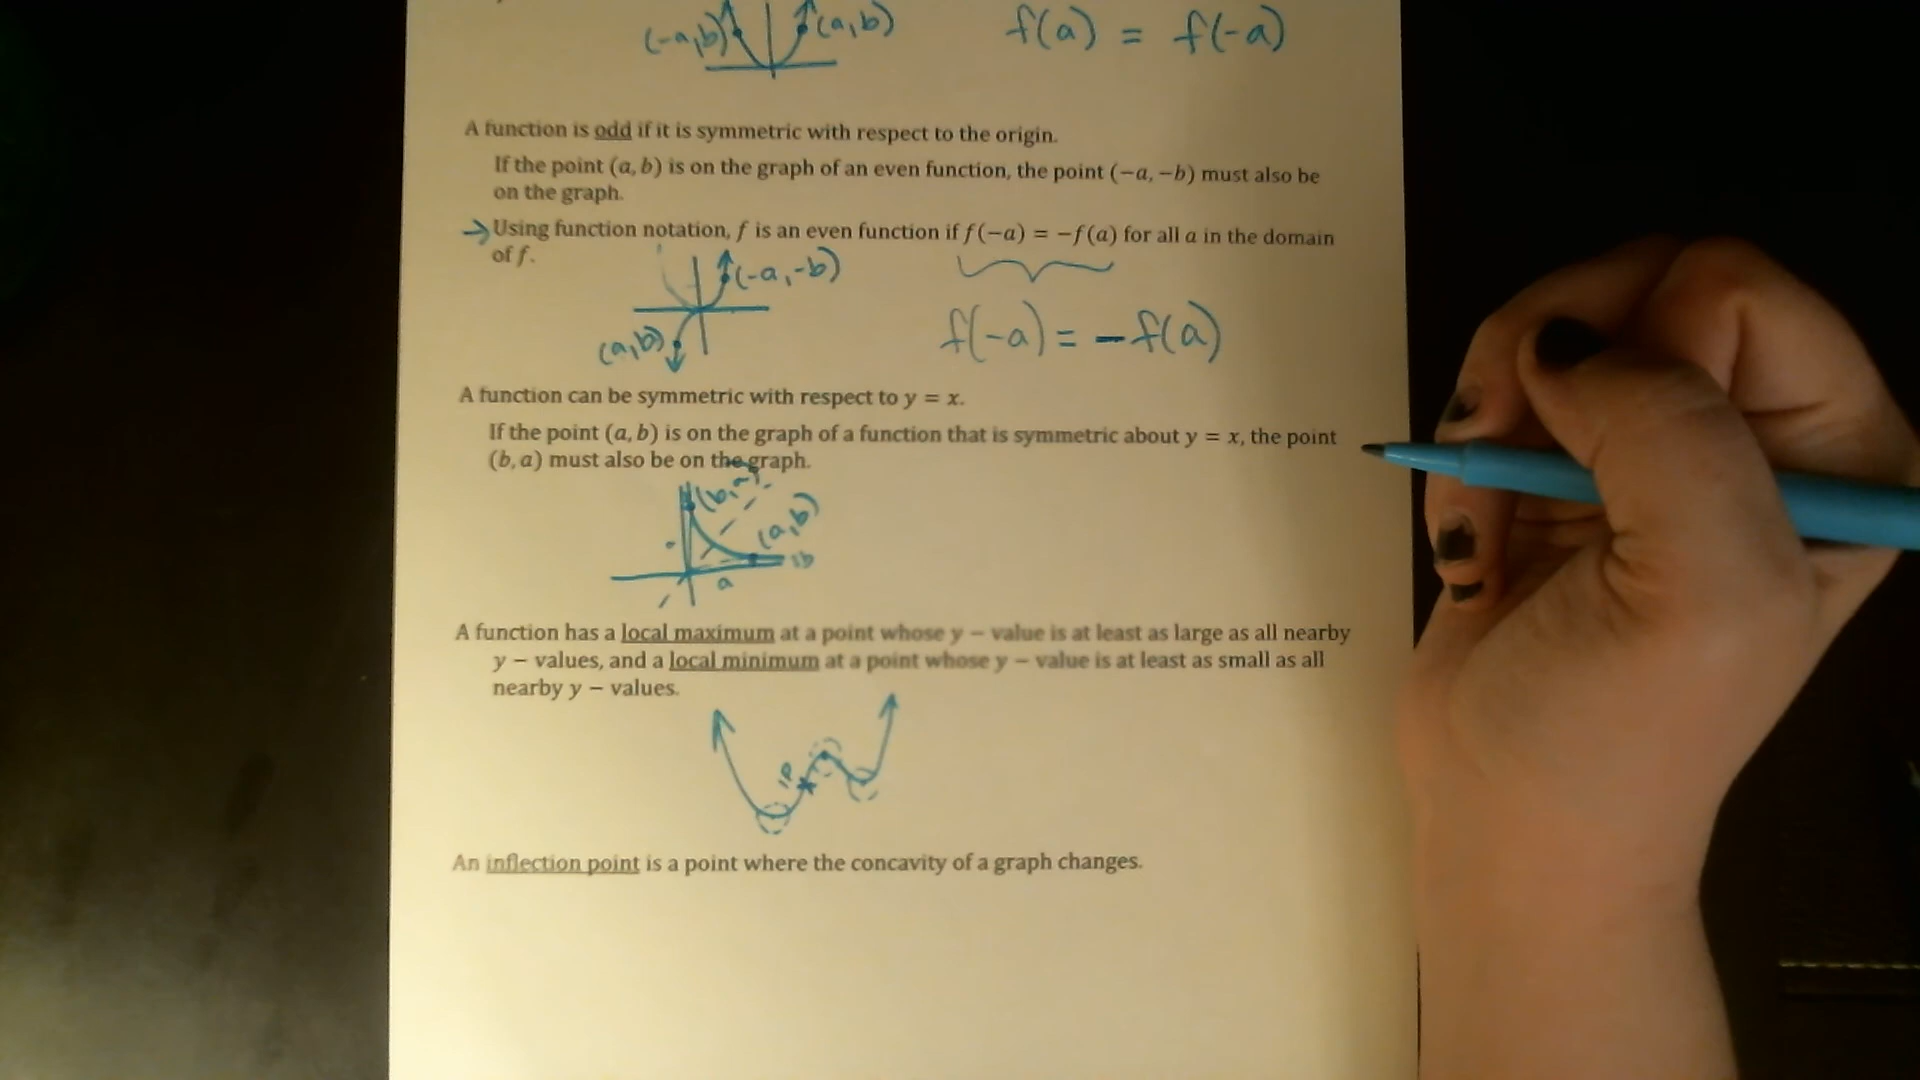 (-a,b) (a,b) f(a) = f(-a)
A function is odd if it is symmetric with respect to the origin.
If the point (a, b) is on the graph of an even function, the point (−a, −b) must also be
on the graph.
→ Using function notation, f is an even function if f(−a) = −f(a) for all a in the domain
of f.
(-a,-b)
(a,b) f(-a) = -f(a)
A function can be symmetric with respect to y = x.
If the point (a, b) is on the graph of a function that is symmetric about y = x, the point
(b, a) must also be on the graph.
(b,a)
(a,b)
b
a
A function has a local maximum at a point whose y − value is at least as large as all nearby
y − values, and a local minimum at a point whose y − value is at least as small as all
nearby y − values.
IP
An inflection point is a point where the concavity of a graph changes.